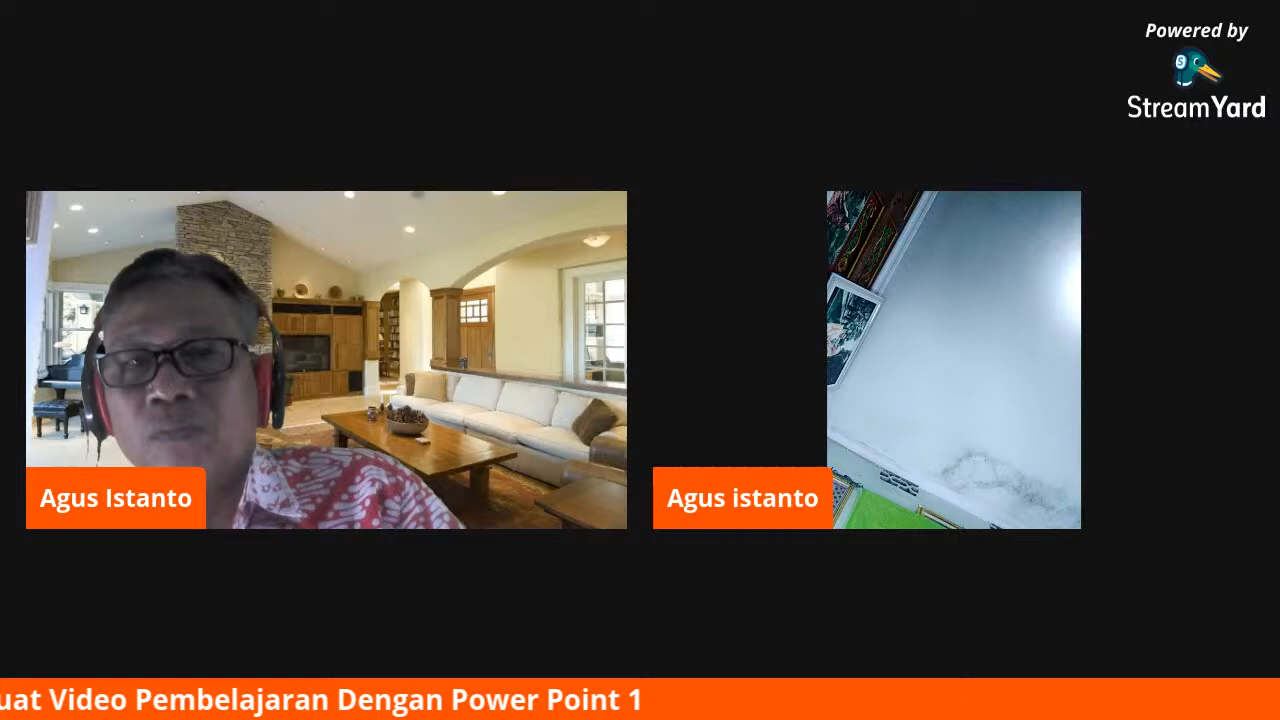 Powered by
StreamYard
Agus Istanto
Agus istanto
uat Video Pembelajaran Dengan Power Point 1